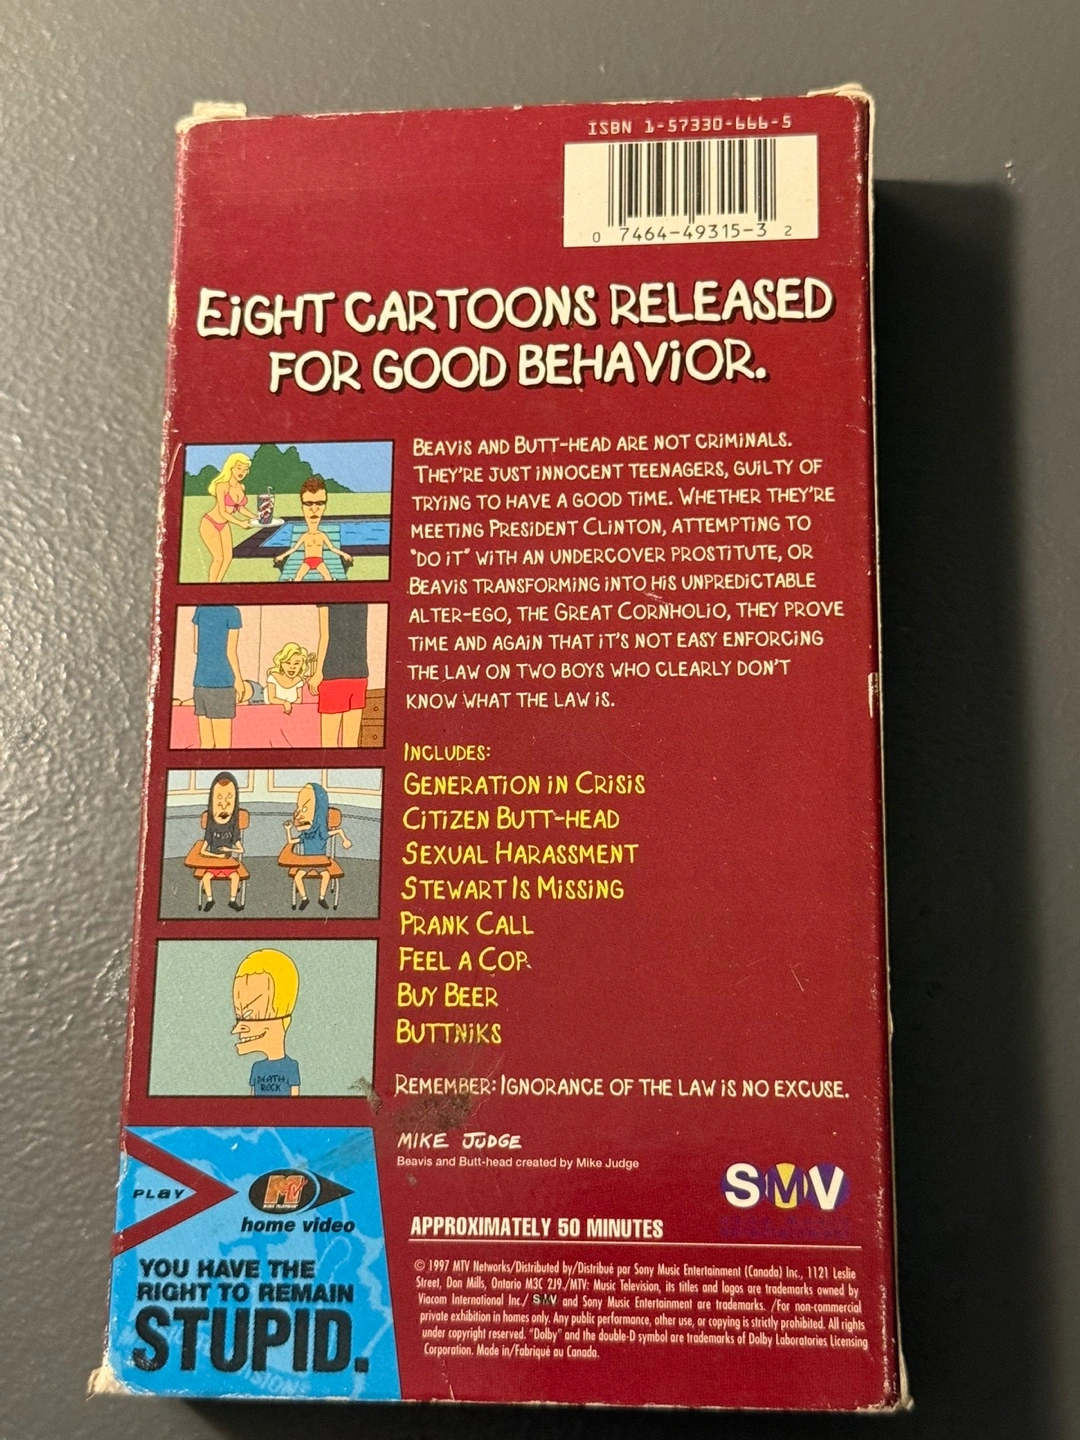 ISBN 1-57330-666-5
0 7464-49315-3 2
EiGHT CARTOONS RELEASED
FOR GOOD BEHAViOR.
BEAViS AND BUTT-HEAD ARE NOT CRiMiNALS.
THEY'RE JUST iNNOCENT TEENAGERS, GUiLTY OF
TRYiNG TO HAVE A GOOD TiME. WHETHER THEY'RE
MEETiNG PRESiDENT CLiNTON, ATTEMPTiNG TO
"DO iT" WiTH AN UNDERCOVER PROSTiTUTE, OR
BEAViS TRANSFORMiNG iNTO HiS UNPREDiCTABLE
ALTER-EGO, THE GREAT CORNHOLiO, THEY PROVE
TiME AND AGAiN THAT iT'S NOT EASY ENFORCiNG
THE LAW ON TWO BOYS WHO CLEARLY DON'T
KNOW WHAT THE LAW iS.
INCLUDES:
GENERATiON iN CRiSiS
CiTiZEN BUTT-HEAD
SEXUAL HARASSMENT
STEWART IS MiSSiNG
PRANK CALL
FEEL A COP
BUY BEER
BUTTNiKS
DEATH
ROCK
REMEMBER: IGNORANCE OF THE LAW iS NO EXCUSE.
MIKE JUDGE
Beavis and Butt-head created by Mike Judge
PLAY
MTV
MUSIC TELEVISION
home video
SMV
APPROXIMATELY 50 MINUTES
YOU HAVE THE
RIGHT TO REMAIN
STUPID.
© 1997 MTV Networks/Distributed by/Distribué par Sony Music Entertainment (Canada) Inc., 1121 Leslie
Street, Don Mills, Ontario M3C 2J9./MTV: Music Television, its titles and logos are trademarks owned by
Viacom International Inc./ SMV and Sony Music Entertainment are trademarks. /For non-commercial
private exhibition in homes only. Any public performance, other use, or copying is strictly prohibited. All rights
under copyright reserved. "Dolby" and the double-D symbol are trademarks of Dolby Laboratories Licensing
Corporation. Made in/Fabriqué au Canada.